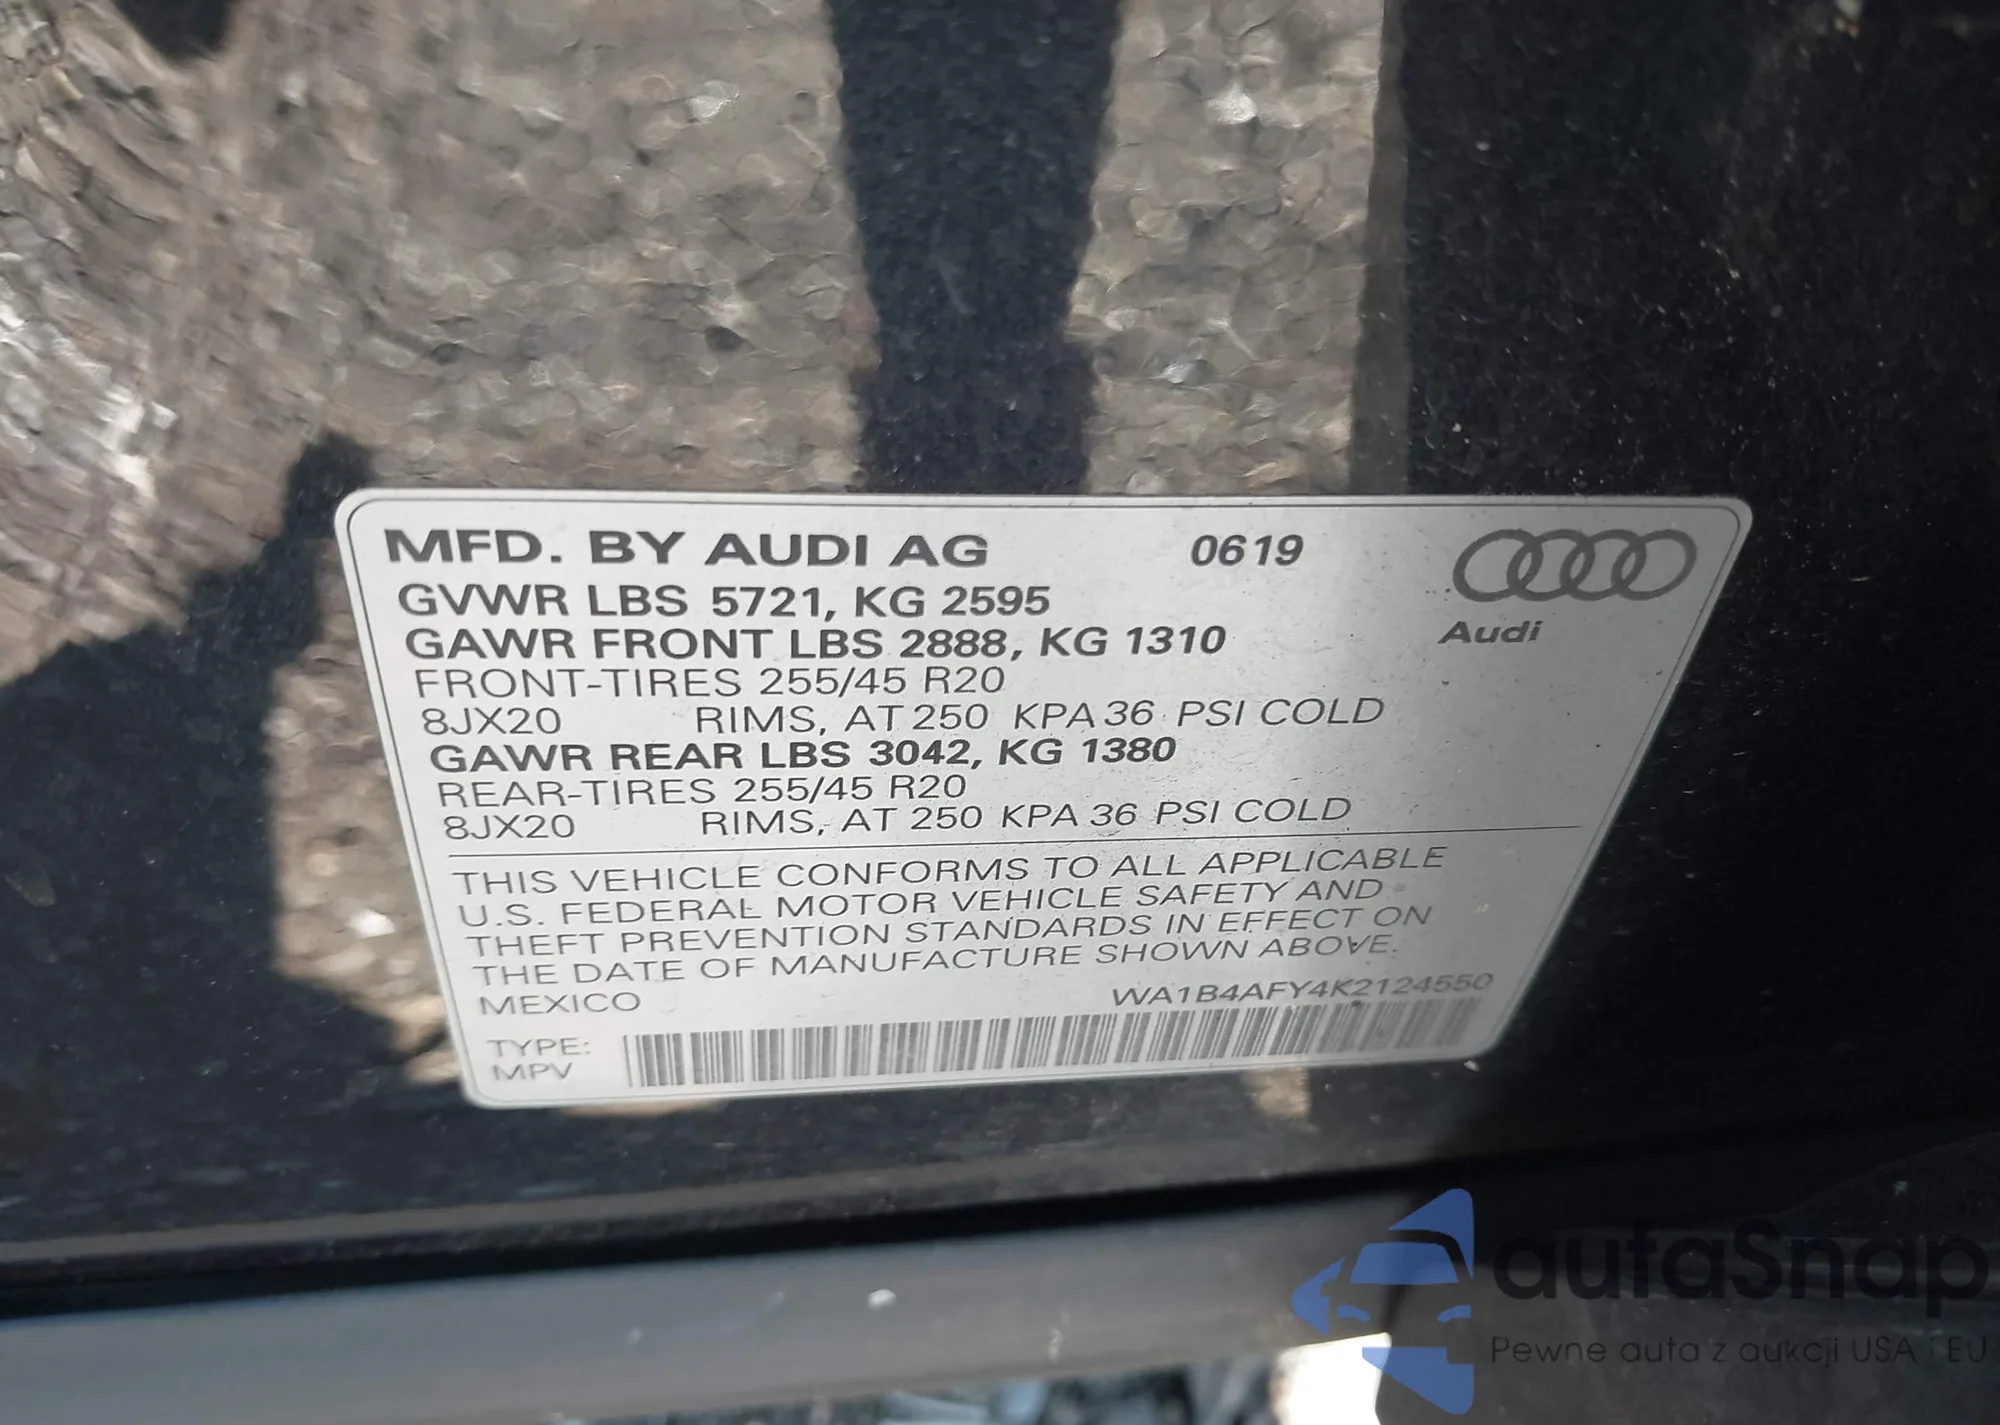 MFD. BY AUDI AG 0619
GVWR LBS 5721, KG 2595
Audi
GAWR FRONT LBS 2888, KG 1310
FRONT-TIRES 255/45 R20
8JX20 RIMS, AT 250 KPA 36 PSI COLD
GAWR REAR LBS 3042, KG 1380
REAR-TIRES 255/45 R20
8JX20 RIMS, AT 250 KPA 36 PSI COLD
THIS VEHICLE CONFORMS TO ALL APPLICABLE
U.S. FEDERAL MOTOR VEHICLE SAFETY AND
THEFT PREVENTION STANDARDS IN EFFECT ON
THE DATE OF MANUFACTURE SHOWN ABOVE.
MEXICO WA1B4AFY4K2124550
TYPE:
MPV
autaSnap
Pewne auta z aukcji USA i EU